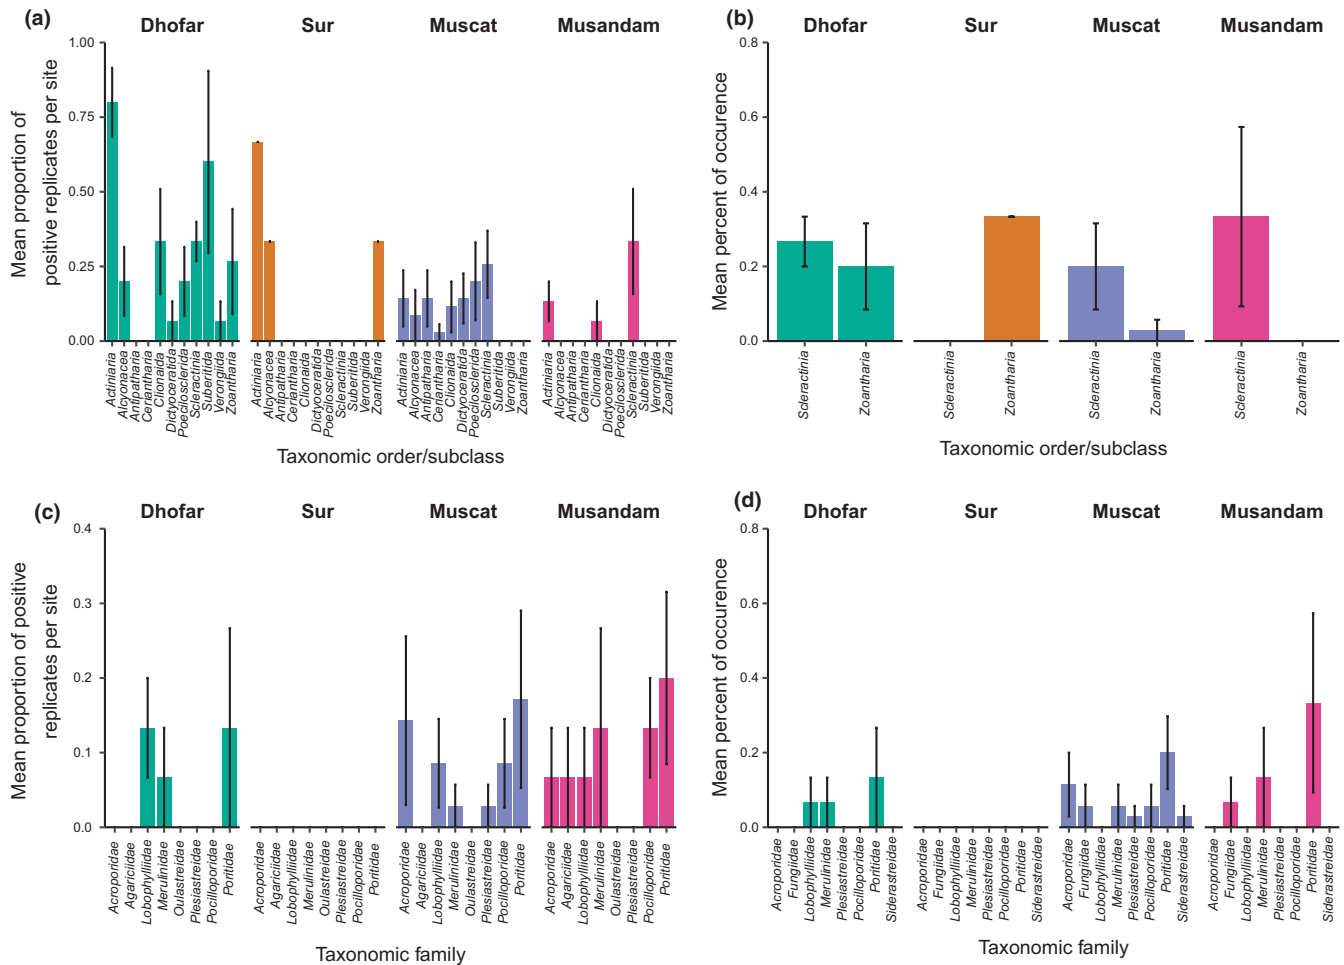 (a)
Dhofar Sur Muscat Musandam
Mean proportion of
positive replicates per site
1.00
0.75
0.50
0.25
0.00
Actiniaria Alcyonacea Antipatharia Ceriantharia Clionaida Dictyoceratida Poecilosclerida Scleractinia Suberitida Verongiida Zoantharia
Actiniaria Alcyonacea Antipatharia Ceriantharia Clionaida Dictyoceratida Poecilosclerida Scleractinia Suberitida Verongiida Zoantharia
Actiniaria Alcyonacea Antipatharia Ceriantharia Clionaida Dictyoceratida Poecilosclerida Scleractinia Suberitida Verongiida Zoantharia
Actiniaria Alcyonacea Antipatharia Ceriantharia Clionaida Dictyoceratida Poecilosclerida Scleractinia Suberitida Verongiida Zoantharia
Taxonomic order/subclass
(b)
Dhofar Sur Muscat Musandam
Mean percent of occurence
0.8
0.6
0.4
0.2
0.0
Scleractinia Zoantharia
Scleractinia Zoantharia
Scleractinia Zoantharia
Scleractinia Zoantharia
Taxonomic order/subclass
(c)
Dhofar Sur Muscat Musandam
Mean proportion of positive
replicates per site
0.4
0.3
0.2
0.1
0.0
Acroporidae Agariciidae Lobophylliidae Merulinidae Oulastreidae Plesiastreidae Pocilloporidae Poritidae
Acroporidae Agariciidae Lobophylliidae Merulinidae Oulastreidae Plesiastreidae Pocilloporidae Poritidae
Acroporidae Agariciidae Lobophylliidae Merulinidae Oulastreidae Plesiastreidae Pocilloporidae Poritidae
Acroporidae Agariciidae Lobophylliidae Merulinidae Oulastreidae Plesiastreidae Pocilloporidae Poritidae
Taxonomic family
(d)
Dhofar Sur Muscat Musandam
Mean percent of occurence
0.8
0.6
0.4
0.2
0.0
Acroporidae Fungiidae Lobophylliidae Merulinidae Plesiastreidae Pocilloporidae Poritidae Siderastreidae
Acroporidae Fungiidae Lobophylliidae Merulinidae Plesiastreidae Pocilloporidae Poritidae Siderastreidae
Acroporidae Fungiidae Lobophylliidae Merulinidae Plesiastreidae Pocilloporidae Poritidae Siderastreidae
Acroporidae Fungiidae Lobophylliidae Merulinidae Plesiastreidae Pocilloporidae Poritidae Siderastreidae
Taxonomic family